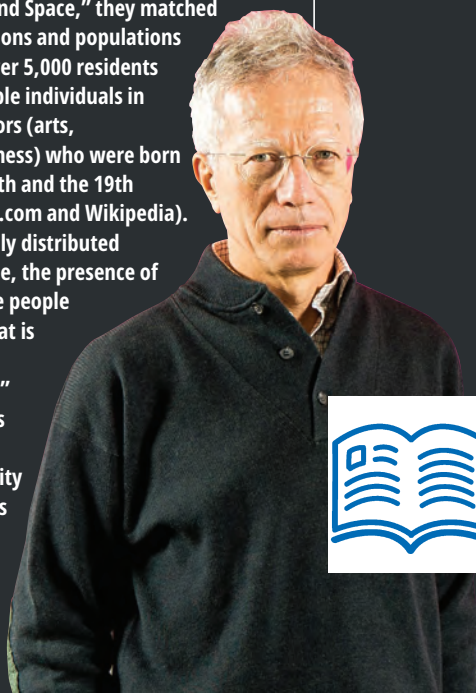 nd Space,” they matched
ons and populations
er 5,000 residents
ble individuals in
ors (arts,
ness) who were born
th and the 19th
.com and Wikipedia).
ly distributed
e, the presence of
e people
at is
”
s
ity
s